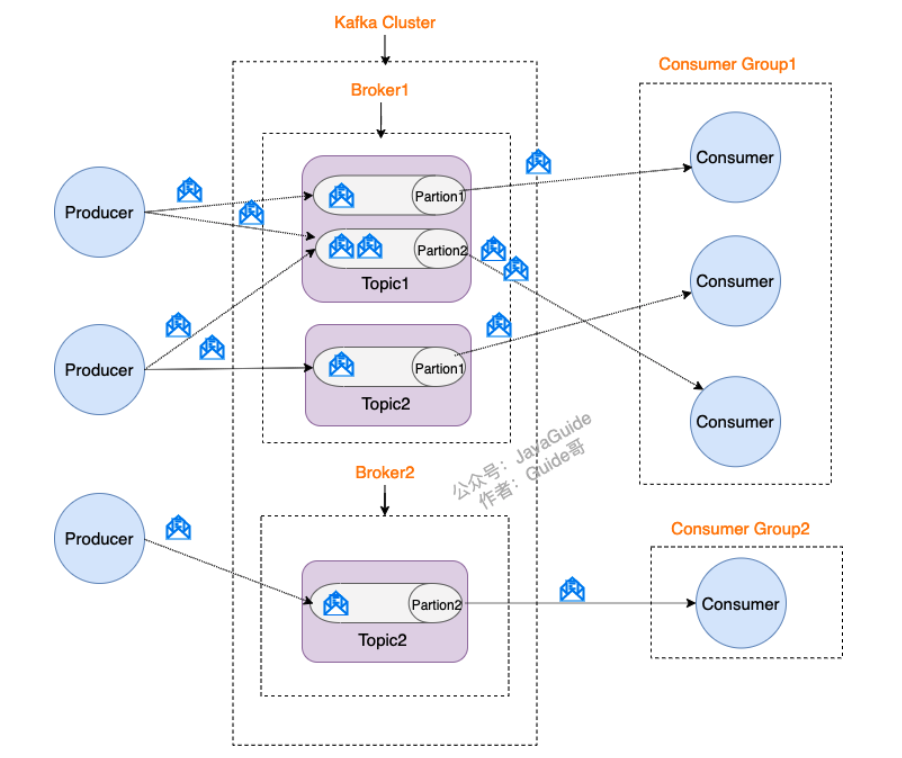 Kafka Cluster
Consumer Group1
Broker1
Consumer
Producer
Partion1
Partion2
Topic1
Consumer
Producer
Partion1
Topic2
Consumer
公众号：JavaGuide
作者：Guide哥
Broker2
Consumer Group2
Producer
Partion2
Consumer
Topic2